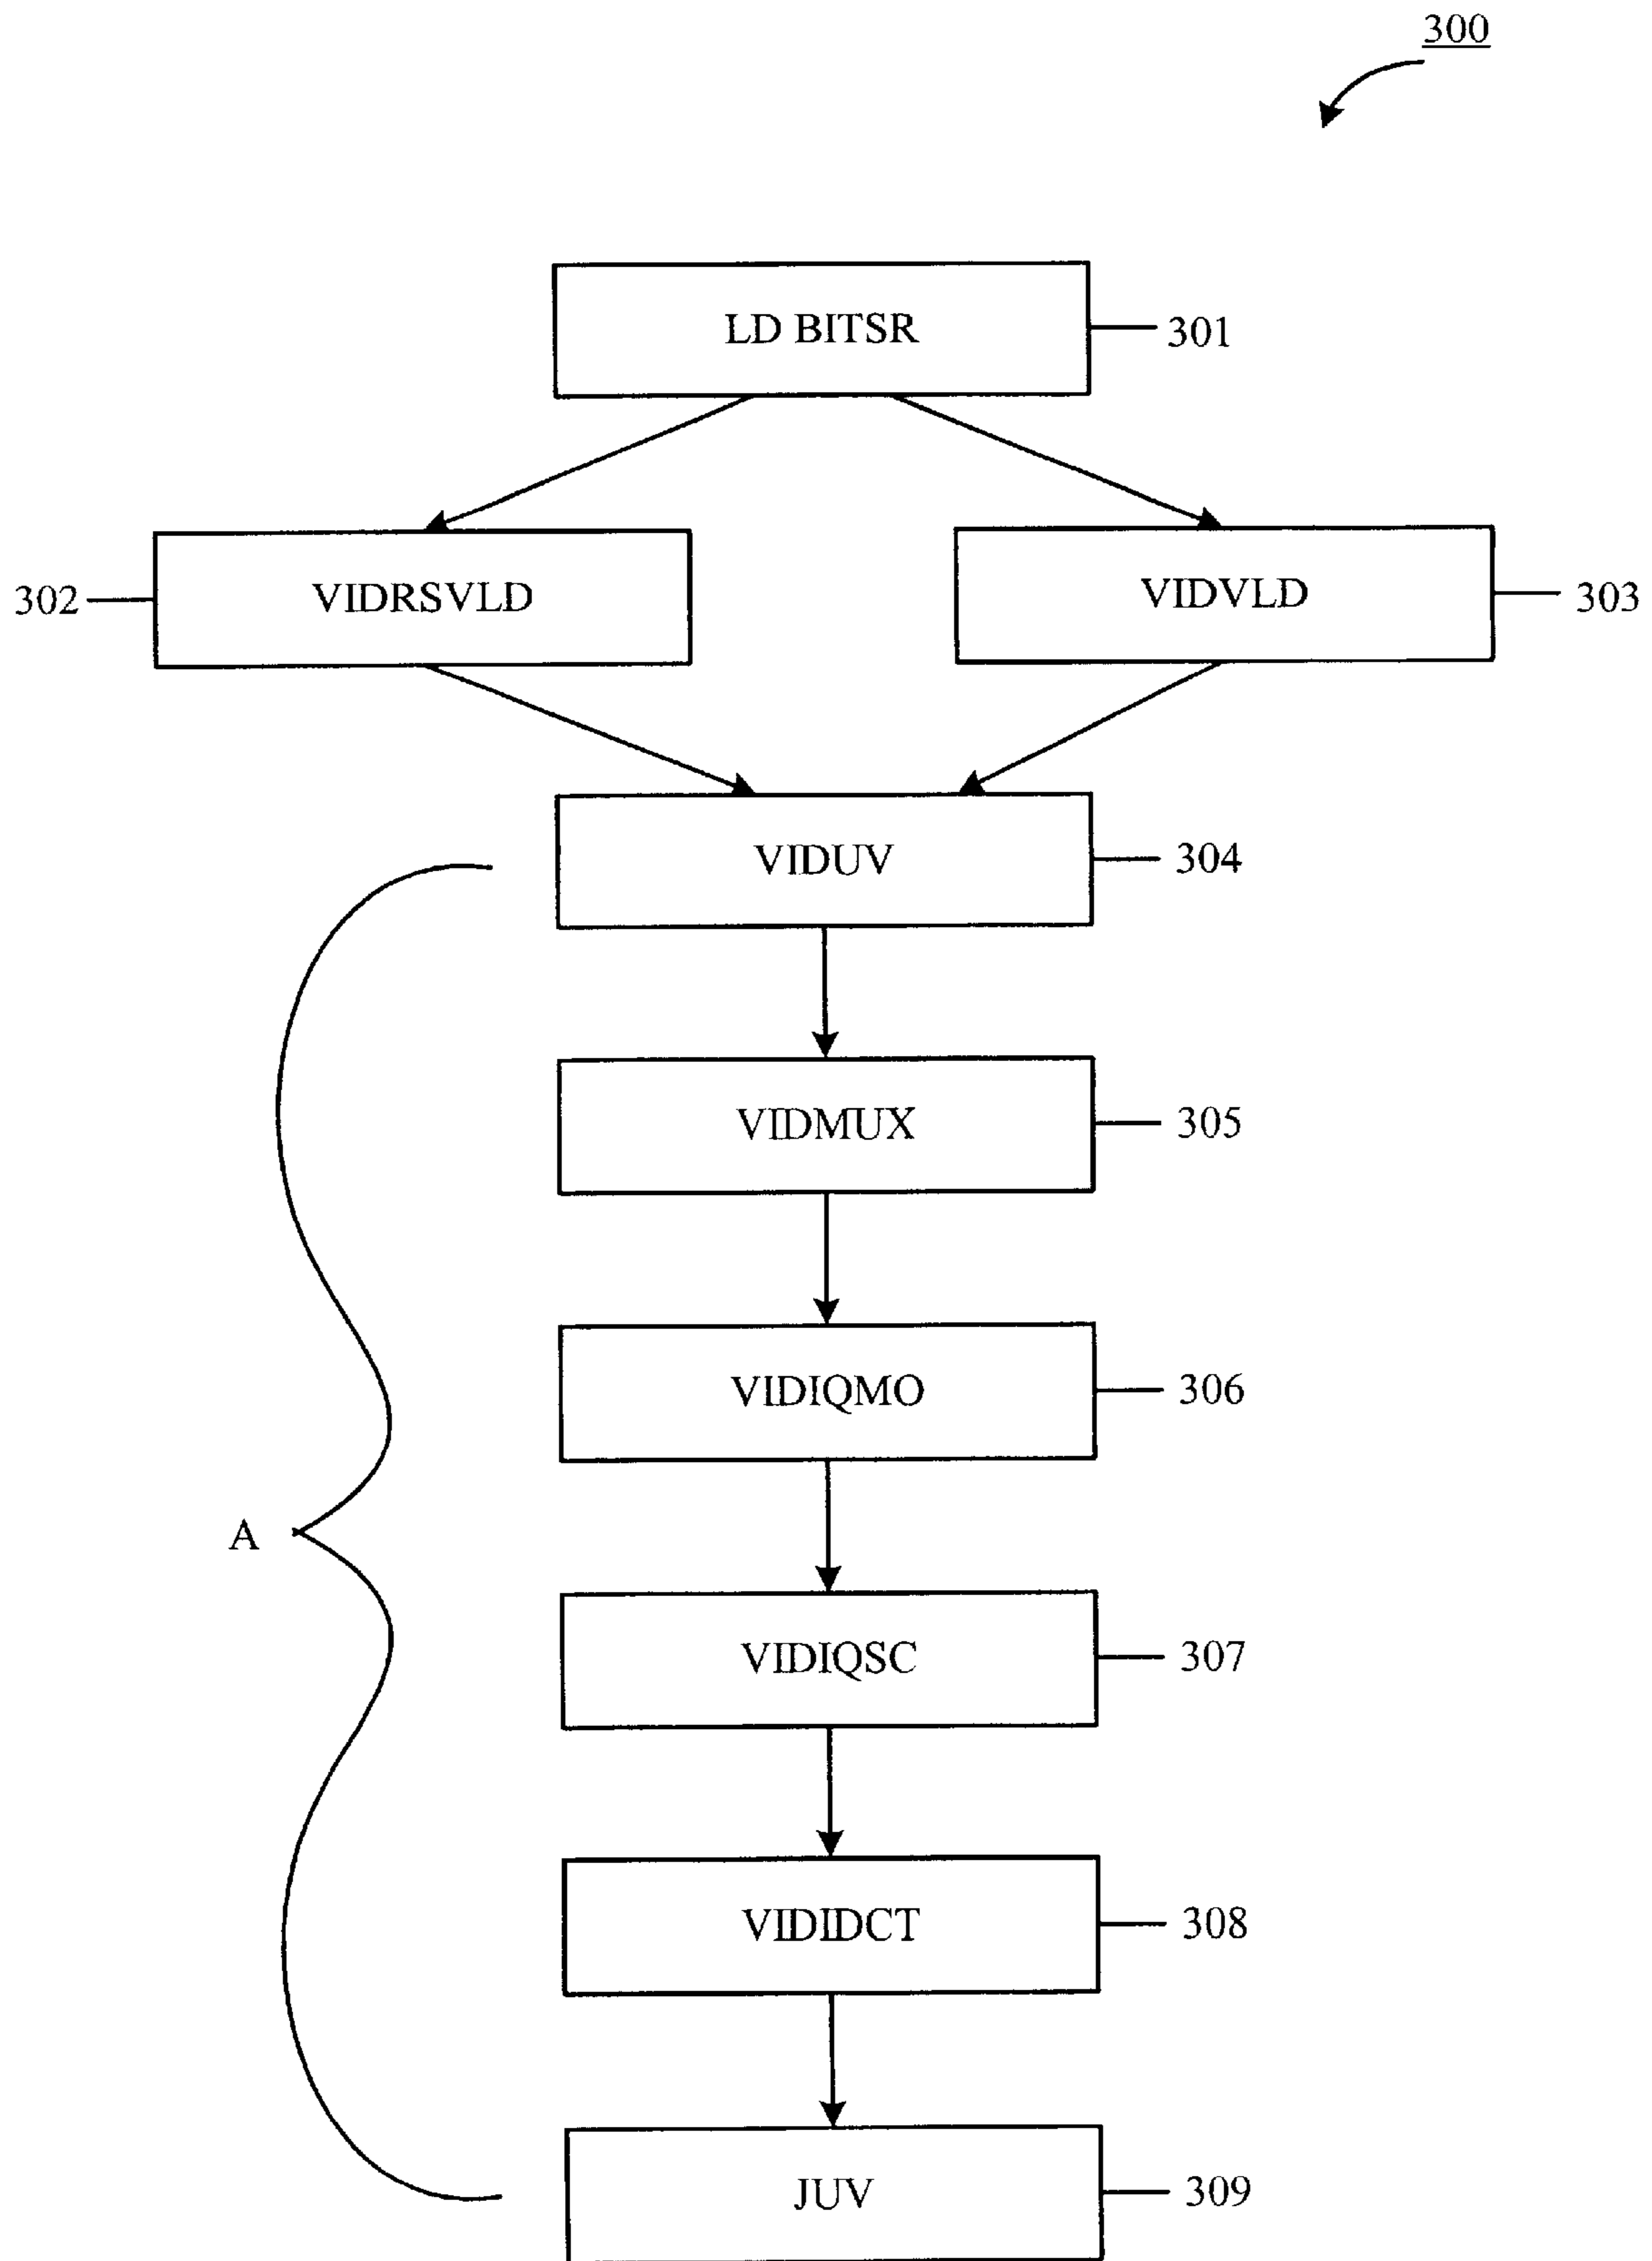 300
LD BITSR
301
302
VIDRSVLD
VIDVLD
303
VIDUV
304
VIDMUX
305
VIDIQMO
306
A
VIDIQSC
307
VIDIDCT
308
JUV
309